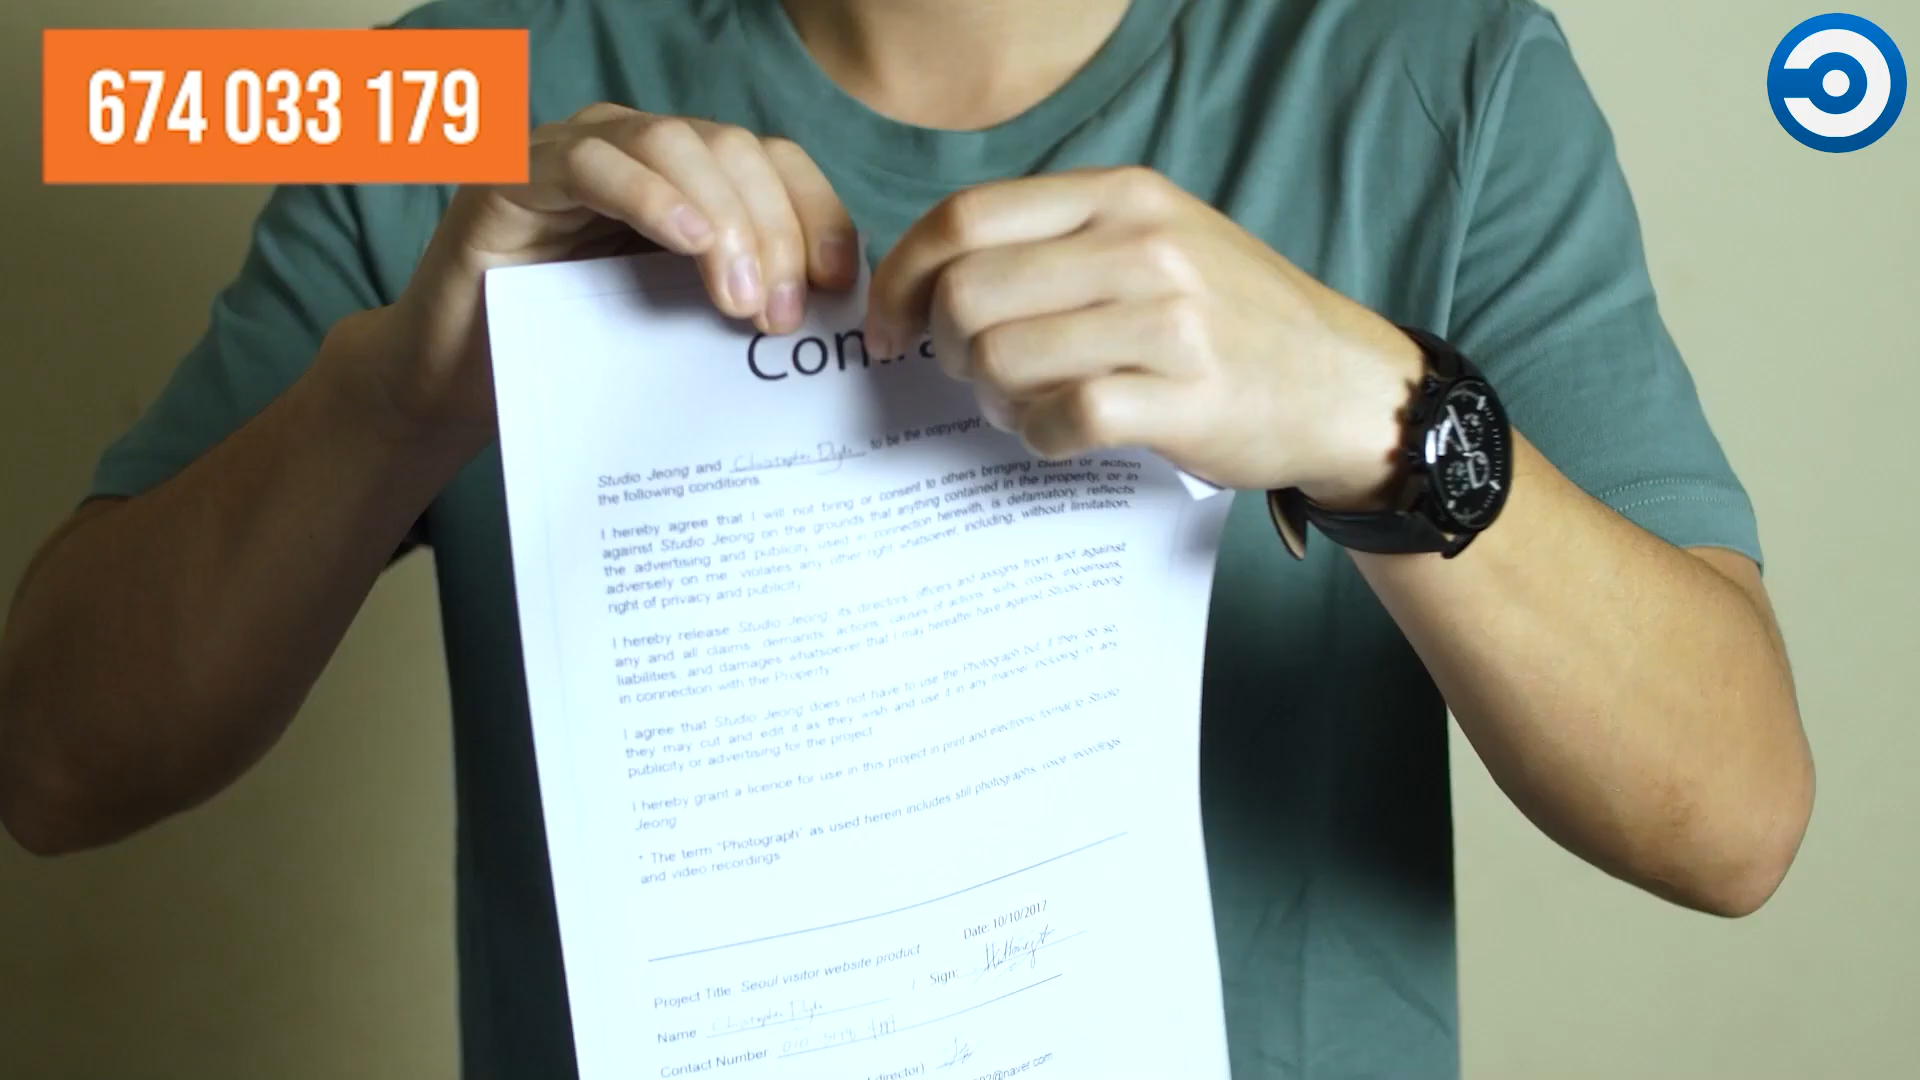 674 033 179
Contra
Studio Jeong and Christopher to be the copyright
the following conditions.
I hereby agree that I will not bring or consent to others bringing claim or action
against Studio Jeong on the grounds that anything contained in the property, or in
the advertising and publicity used in connection herewith, is defamatory, reflects
adversely on me, violates any other right whatsoever, including, without limitation,
right of privacy and publicity.
I hereby release Studio Jeong, its directors, officers and assigns from and against
any and all claims, demands, actions, causes of actions, suits, costs, expenses,
liabilities, and damages whatsoever that I may hereafter have against Studio Jeong
in connection with the Property.
I agree that Studio Jeong does not have to use the Photograph but, if they do so,
they may cut and edit it as they wish and use it in any manner including in any
publicity or advertising for the project.
I hereby grant a licence for use in this project in print and electronic format to Studio
Jeong
* The term "Photograph" as used herein includes still photographs, voice recordings
and video recordings
Date: 10/10/2017
Project Title Seoul visitor website product
Sign:
Name Christopher
Contact Number 010
director)
@naver.com